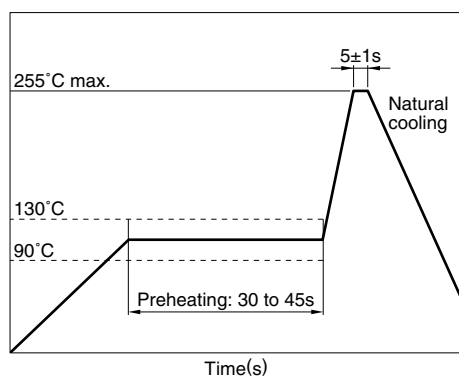 5±1s
255˚C max.
Natural
cooling
130˚C
90˚C
Preheating: 30 to 45s
Time(s)